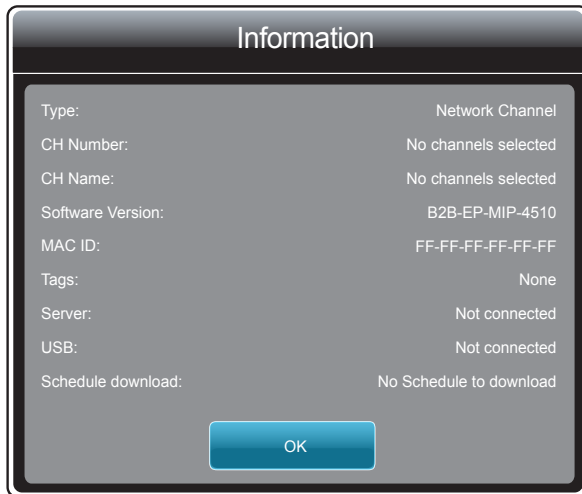 Information
Type: Network Channel
CH Number: No channels selected
CH Name: No channels selected
Software Version: B2B-EP-MIP-4510
MAC ID: FF-FF-FF-FF-FF-FF
Tags: None
Server: Not connected
USB: Not connected
Schedule download: No Schedule to download
OK